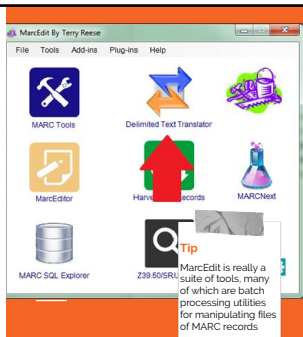 MarcEdit By Terry Reese
File Tools Add-ins Plug-ins Help
MARC Tools
Delimited Text Translator
MarcEditor
Harve
ecords
MARCNext
MARC SQL Explorer
Z39.50/SRU
Tip
MarcEdit is really a
suite of tools, many
of which are batch
processing utilities
for manipulating files
of MARC records